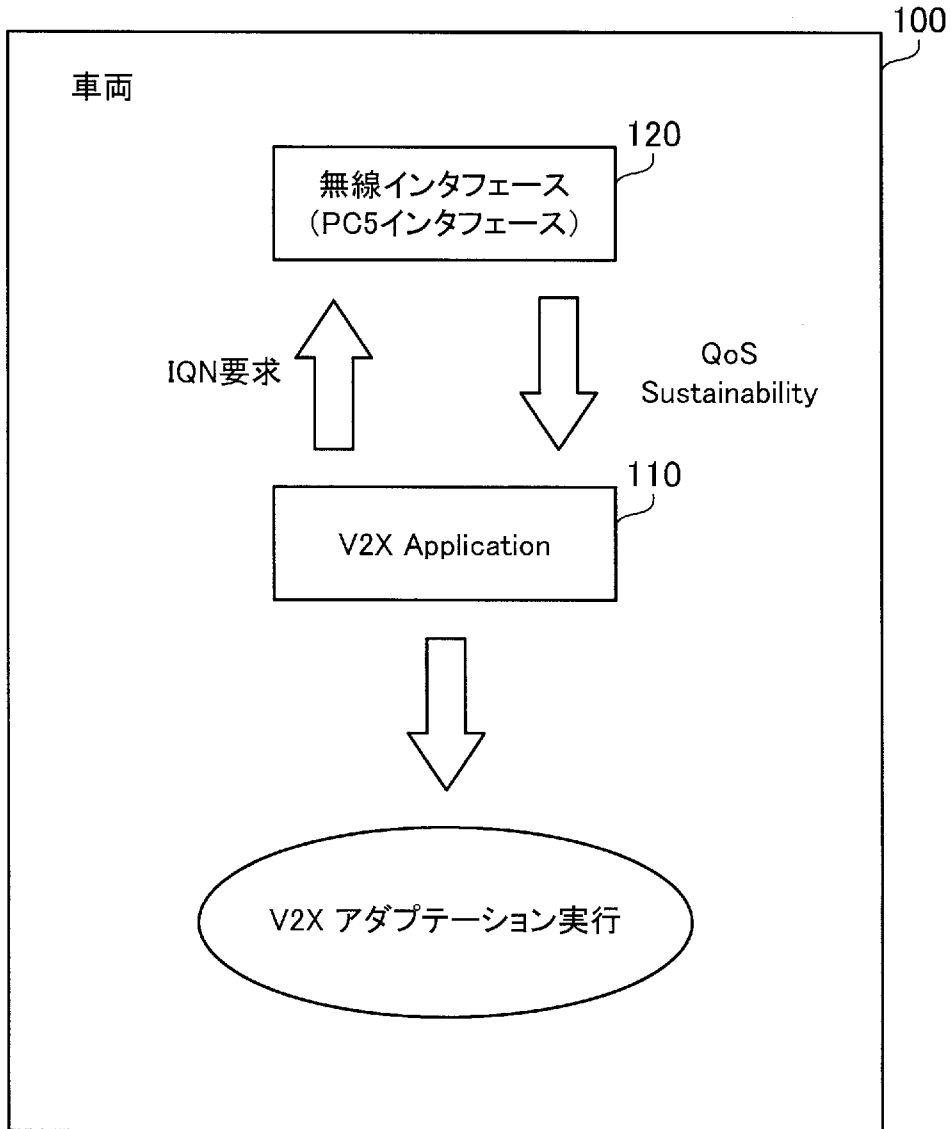 100
車両
120
無線インタフェース
(PC5インタフェース)
IQN要求
QoS
Sustainability
110
V2X Application
V2X アダプテーション実行